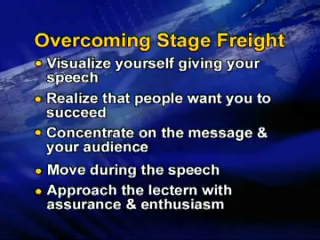 Overcoming Stage Freight
Visualize yourself giving your
speech
Realize that people want you to
succeed
Concentrate on the message &
your audience
Move during the speech
Approach the lectern with
assurance & enthusiasm